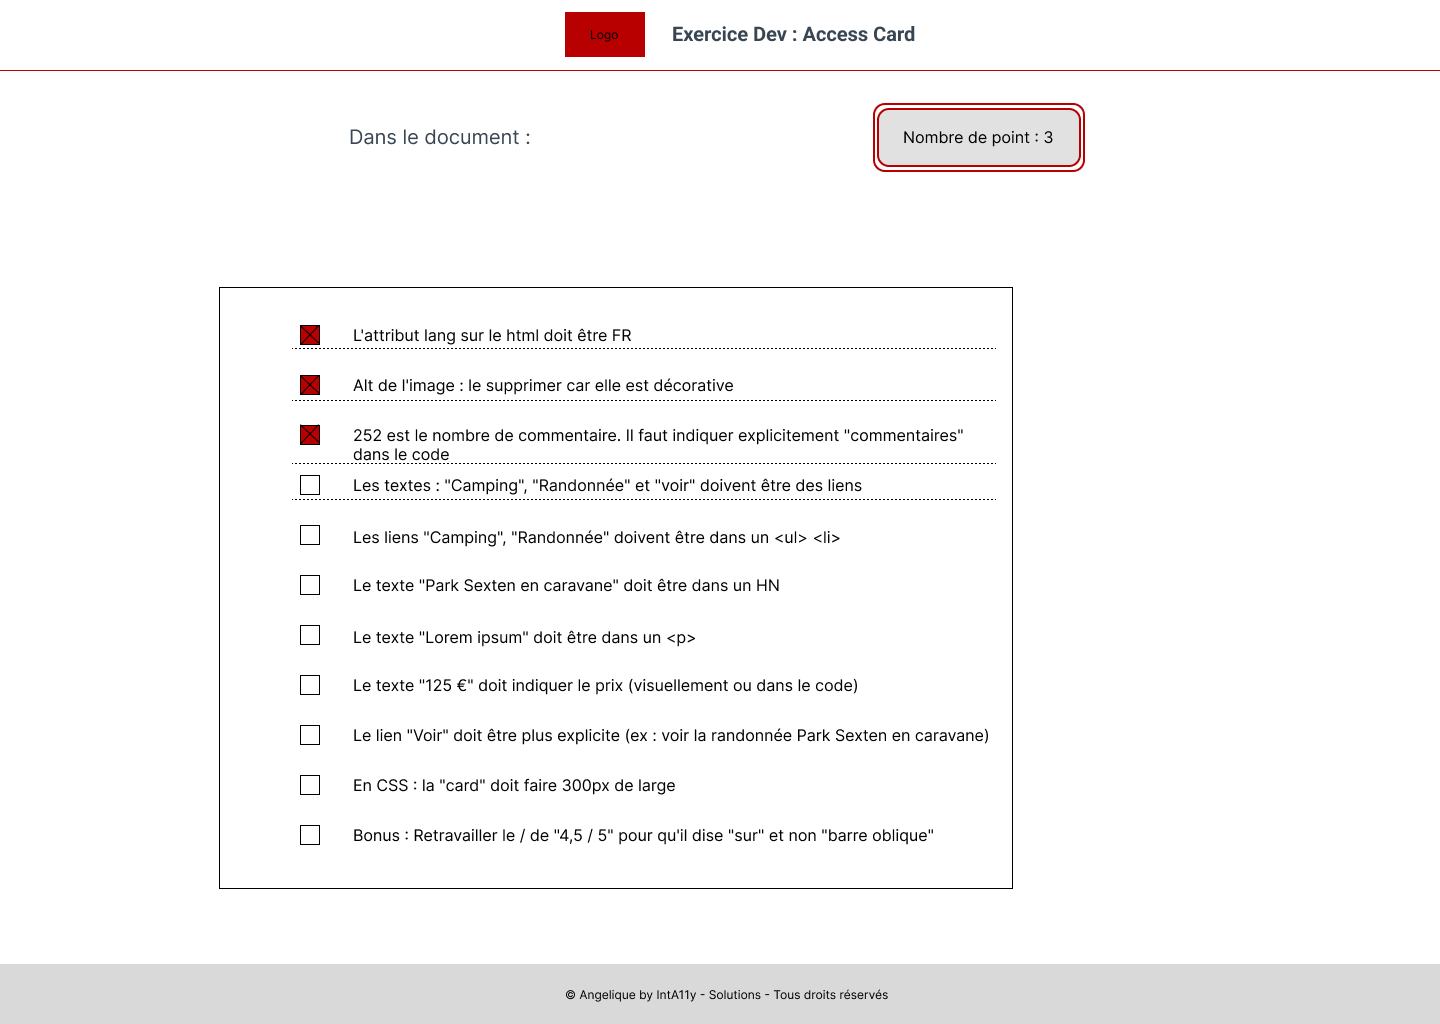 Logo
Exercice Dev : Access Card
Dans le document :
Nombre de point : 3
L'attribut lang sur le html doit être FR
Alt de l'image : le supprimer car elle est décorative
252 est le nombre de commentaire. Il faut indiquer explicitement "commentaires"
dans le code
Les textes : "Camping", "Randonnée" et "voir" doivent être des liens
Les liens "Camping", "Randonnée" doivent être dans un <ul> <li>
Le texte "Park Sexten en caravane" doit être dans un HN
Le texte "Lorem ipsum" doit être dans un <p>
Le texte "125 €" doit indiquer le prix (visuellement ou dans le code)
Le lien "Voir" doit être plus explicite (ex : voir la randonnée Park Sexten en caravane)
En CSS : la "card" doit faire 300px de large
Bonus : Retravailler le / de "4,5 / 5" pour qu'il dise "sur" et non "barre oblique"
© Angelique by IntA11y - Solutions - Tous droits réservés